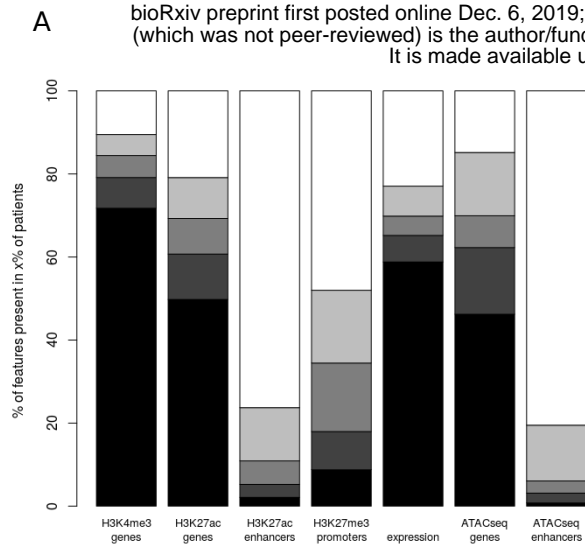 A
bioRxiv preprint first posted online Dec. 6, 2019;
(which was not peer-reviewed) is the author/fund
It is made available u
% of features present in x% of patients
100
80
60
40
20
0
H3K4me3 genes
H3K27ac genes
H3K27ac enhancers
H3K27me3 promoters
expression
ATACseq genes
ATACseq enhancers